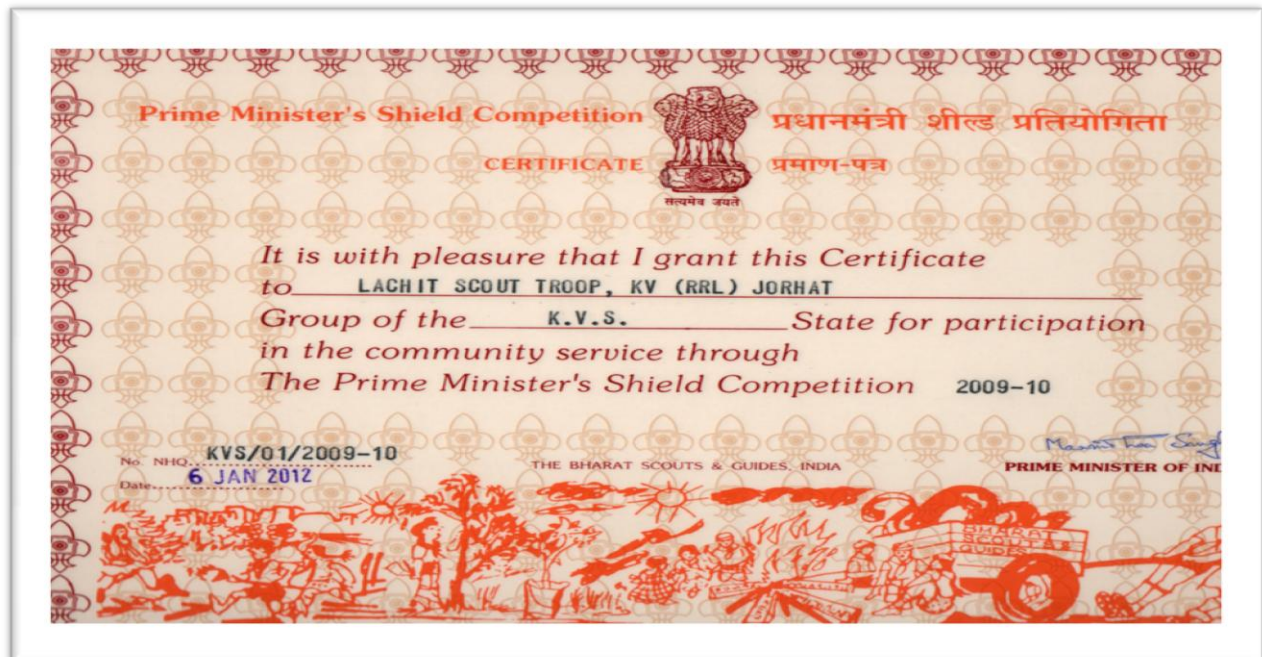 Prime Minister's Shield Competition
प्रधानमंत्री शील्ड प्रतियोगिता
CERTIFICATE
प्रमाण-पत्र
सत्यमेव जयते
It is with pleasure that I grant this Certificate
to LACHIT SCOUT TROOP, KV (RRL) JORHAT
Group of the K.V.S. State for participation
in the community service through
The Prime Minister's Shield Competition 2009-10
No. NHQ. KVS/01/2009-10
Date 6 JAN 2012
THE BHARAT SCOUTS & GUIDES, INDIA
PRIME MINISTER OF IND
BHARAT
SCOUTS &
GUIDES